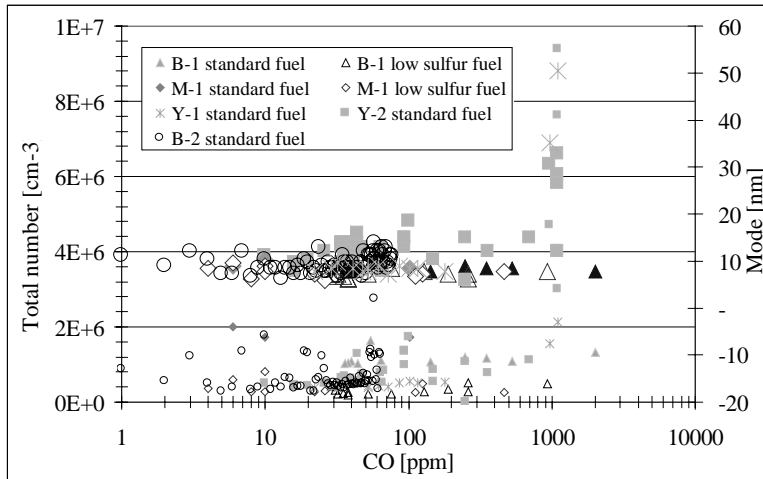 1E+7
8E+6
6E+6
4E+6
2E+6
0E+0
Total number [cm-3
B-1 standard fuel
B-1 low sulfur fuel
M-1 standard fuel
M-1 low sulfur fuel
Y-1 standard fuel
Y-2 standard fuel
B-2 standard fuel
60
50
40
30
20
10
-
-10
-20
Mode [nm]
1
10
100
1000
10000
CO [ppm]